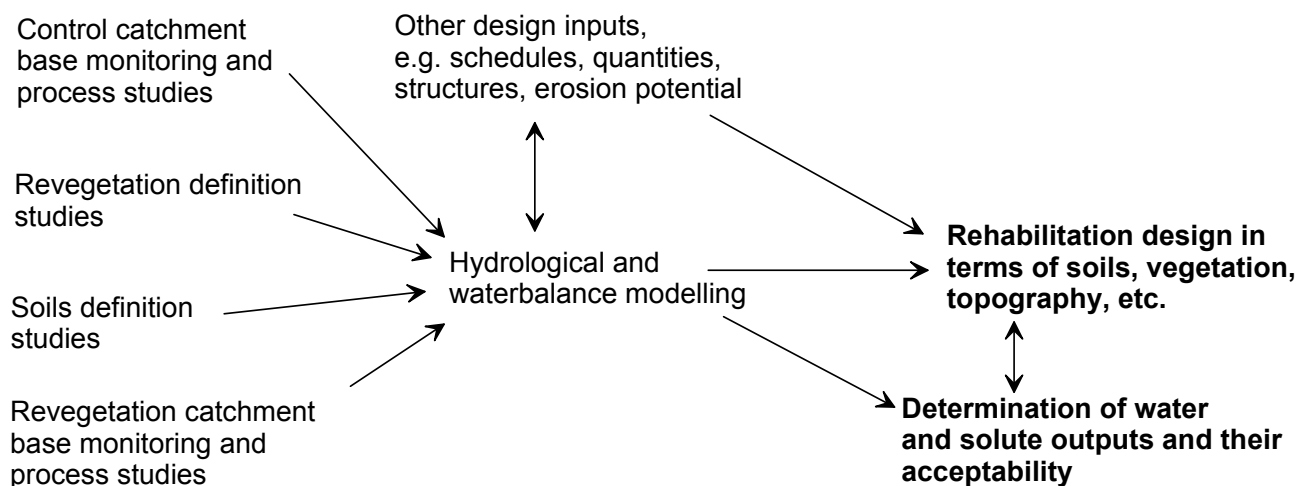 Control catchment
base monitoring and
process studies
Other design inputs,
e.g. schedules, quantities,
structures, erosion potential
Revegetation definition
studies
Hydrological and
waterbalance modelling
Rehabilitation design in
terms of soils, vegetation,
topography, etc.
Soils definition
studies
Revegetation catchment
base monitoring and
process studies
Determination of water
and solute outputs and their
acceptability